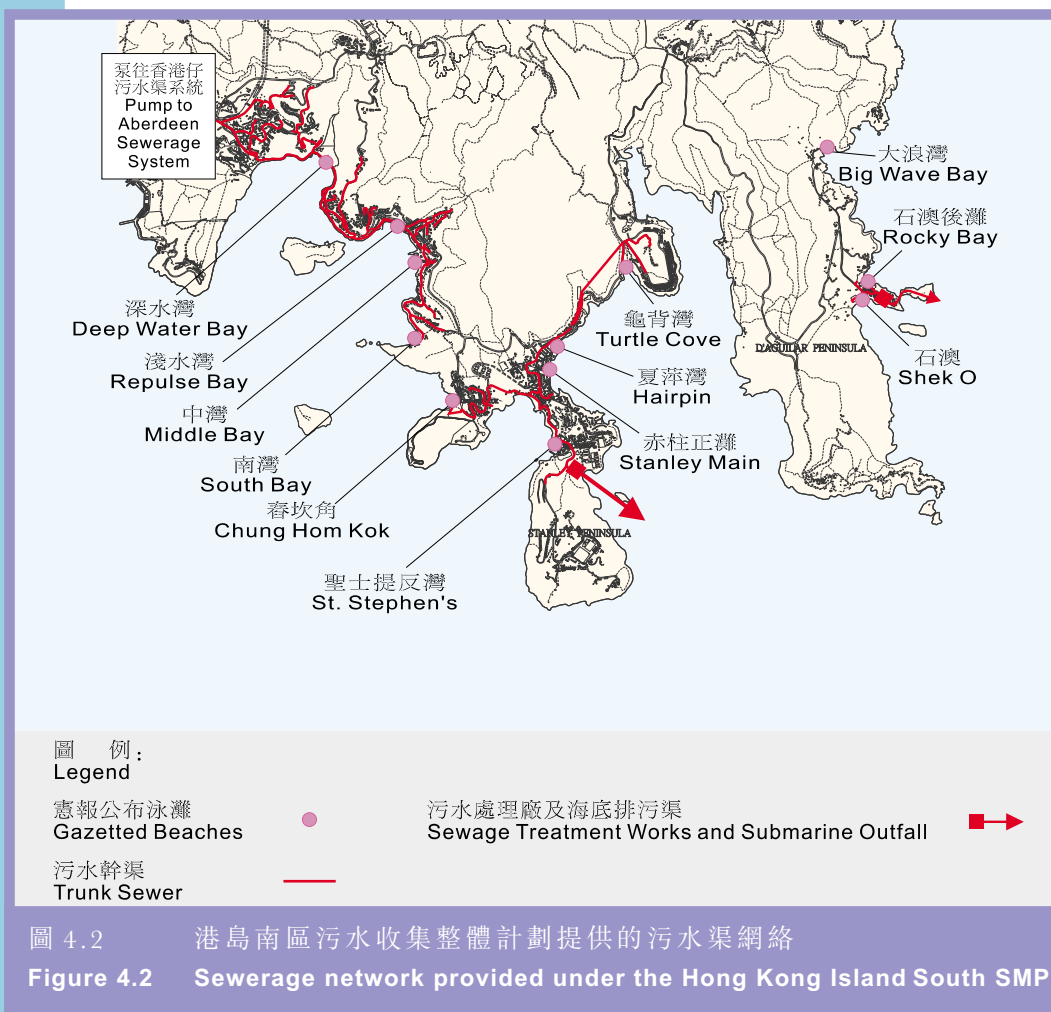 泵往香港仔
污水渠系統
Pump to
Aberdeen
Sewerage
System
大浪灣
Big Wave Bay
石澳後灘
Rocky Bay
深水灣
Deep Water Bay
龜背灣
Turtle Cove
D'AGUILAR PENINSULA
石澳
Shek O
淺水灣
Repulse Bay
夏萍灣
Hairpin
中灣
Middle Bay
赤柱正灘
Stanley Main
南灣
South Bay
舂坎角
Chung Hom Kok
STANLEY PENINSULA
聖士提反灣
St. Stephen's
圖 例:
Legend
憲報公布泳灘
Gazetted Beaches
污水處理廠及海底排污渠
Sewage Treatment Works and Submarine Outfall
污水幹渠
Trunk Sewer
圖 4.2 港島南區污水收集整體計劃提供的污水渠網絡
Figure 4.2 Sewerage network provided under the Hong Kong Island South SMP